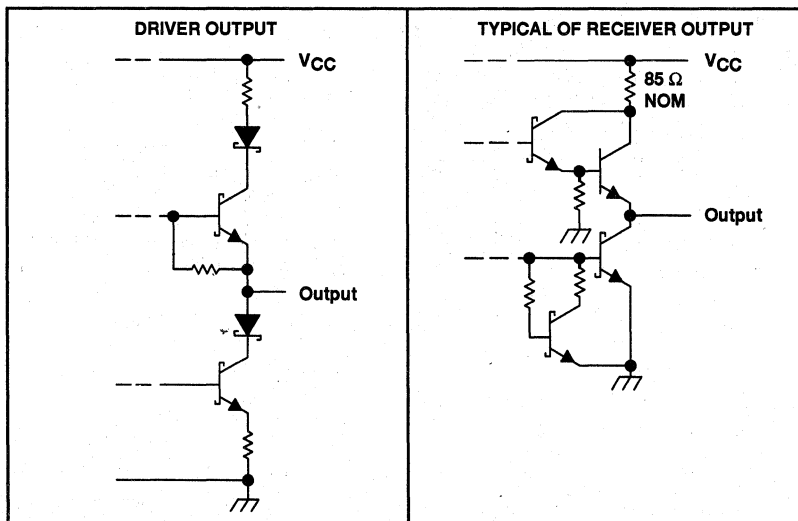 DRIVER OUTPUT
VCC
Output
TYPICAL OF RECEIVER OUTPUT
VCC
85 Ω
NOM
Output